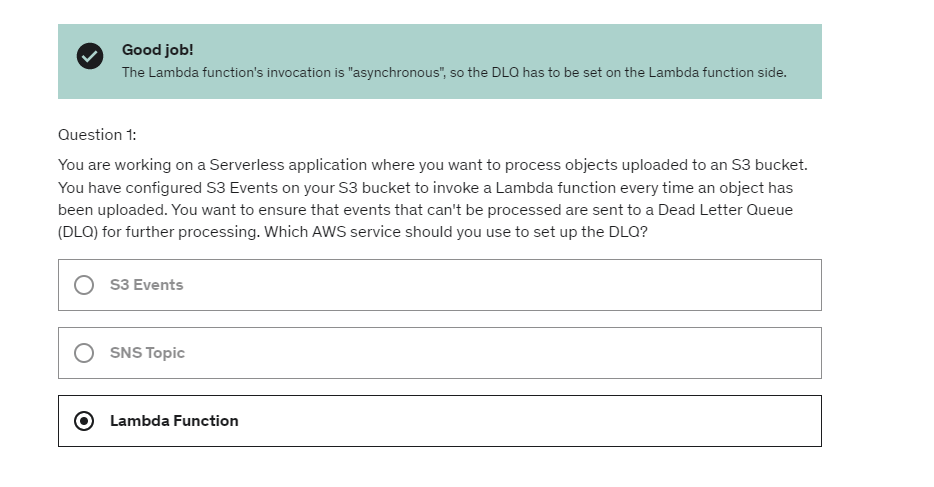 Good job!
The Lambda function's invocation is "asynchronous", so the DLQ has to be set on the Lambda function side.
Question 1:
You are working on a Serverless application where you want to process objects uploaded to an S3 bucket.
You have configured S3 Events on your S3 bucket to invoke a Lambda function every time an object has
been uploaded. You want to ensure that events that can't be processed are sent to a Dead Letter Queue
(DLQ) for further processing. Which AWS service should you use to set up the DLQ?
S3 Events
SNS Topic
Lambda Function